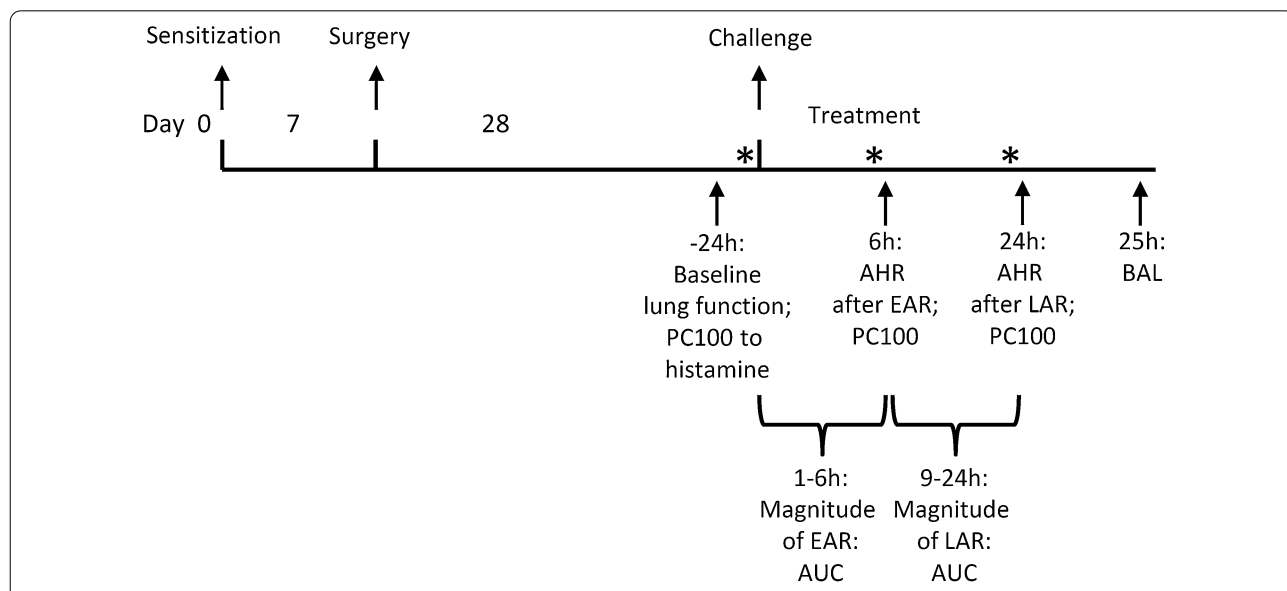 Sensitization Surgery Challenge
Day 0 7 28 Treatment
* * *
-24h:
Baseline
lung function;
PC100 to
histamine
6h:
AHR
after EAR;
PC100
24h:
AHR
after LAR;
PC100
25h:
BAL
1-6h:
Magnitude
of EAR:
AUC
9-24h:
Magnitude
of LAR:
AUC